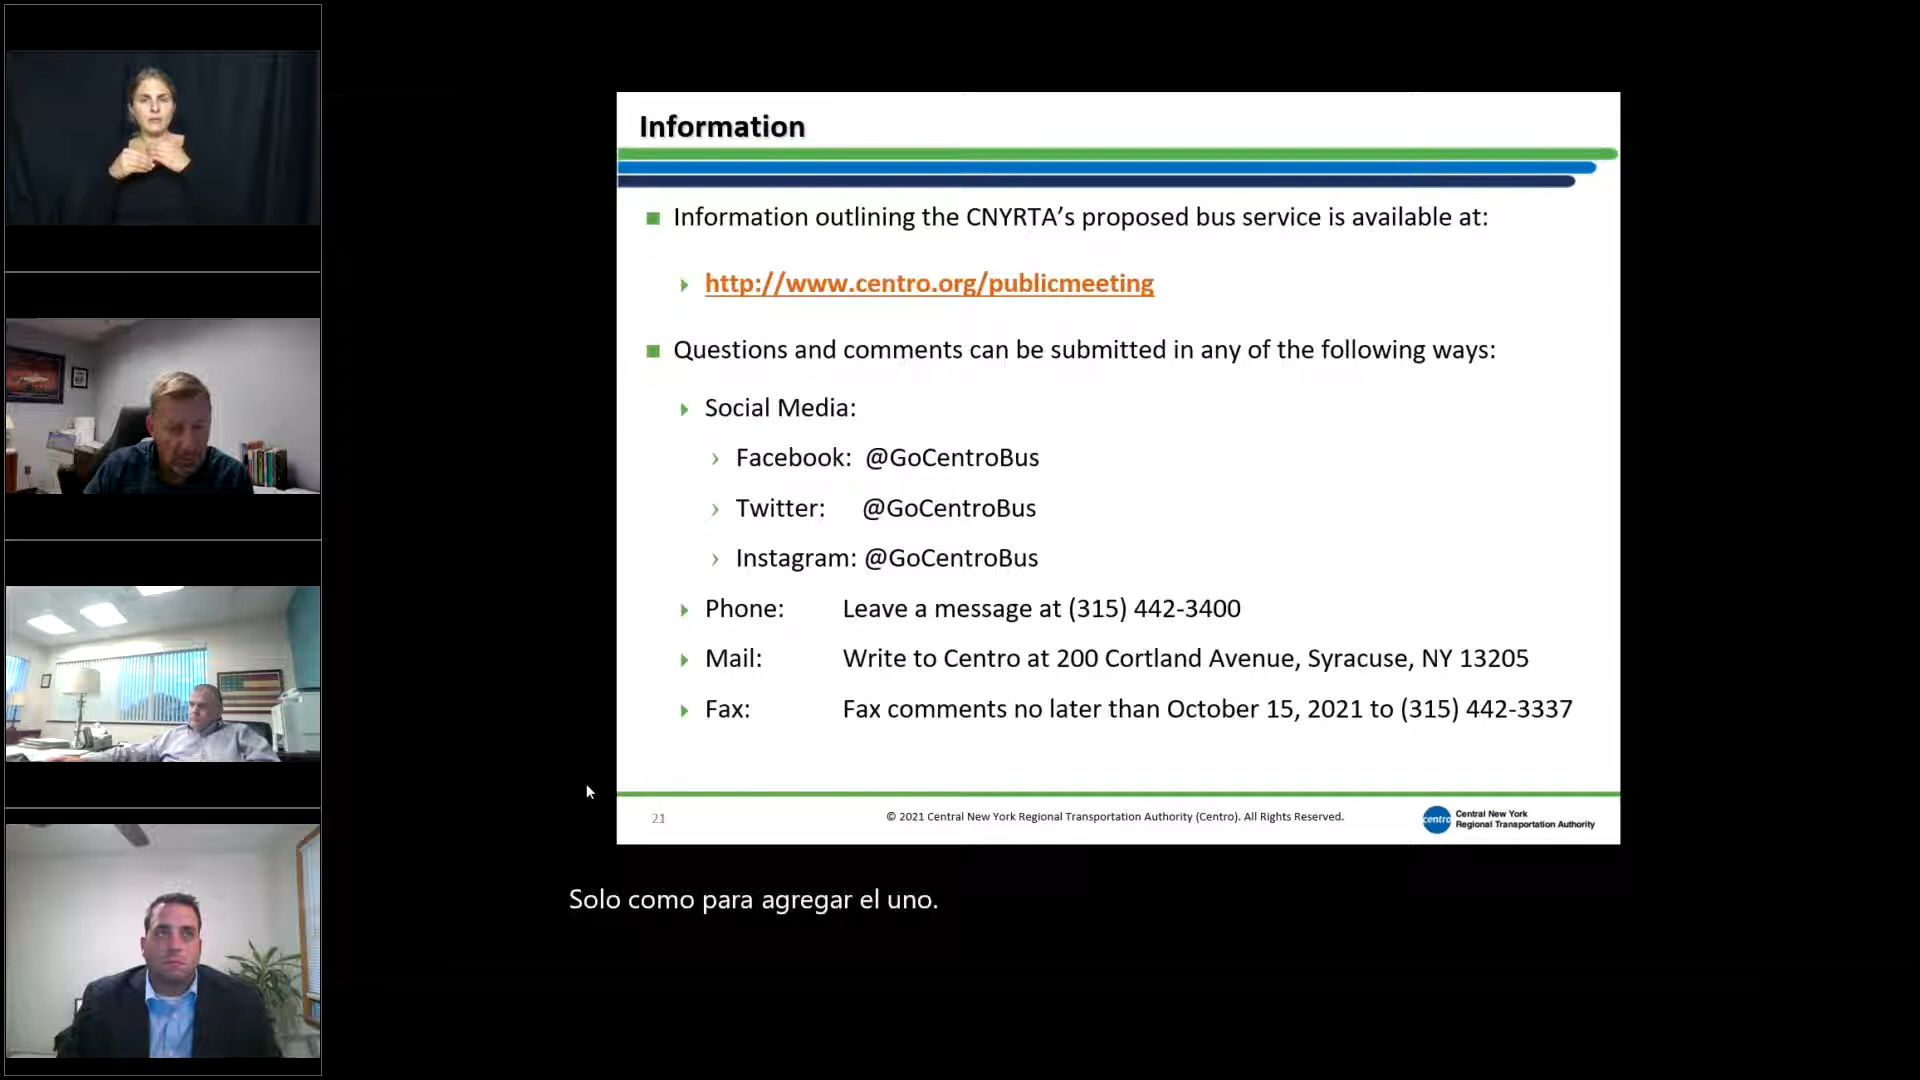 Information
Information outlining the CNYRTA’s proposed bus service is available at:
http://www.centro.org/publicmeeting
Questions and comments can be submitted in any of the following ways:
Social Media:
Facebook: @GoCentroBus
Twitter: @GoCentroBus
Instagram: @GoCentroBus
Phone: Leave a message at (315) 442-3400
Mail: Write to Centro at 200 Cortland Avenue, Syracuse, NY 13205
Fax: Fax comments no later than October 15, 2021 to (315) 442-3337
21
© 2021 Central New York Regional Transportation Authority (Centro). All Rights Reserved.
centro
Central New York
Regional Transportation Authority
Solo como para agregar el uno.